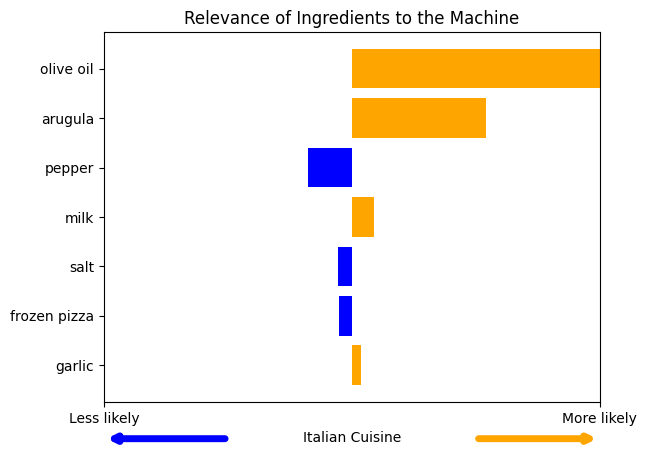 Relevance of Ingredients to the Machine
olive oil
arugula
pepper
milk
salt
frozen pizza
garlic
Less likely
More likely
Italian Cuisine